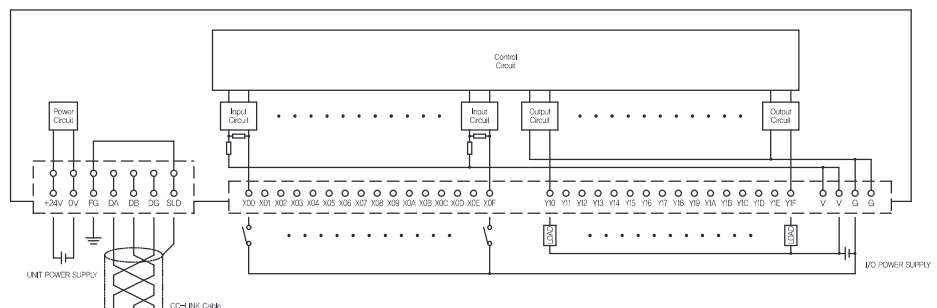 Control
Circuit
Power
Circuit
Input
Circuit
Input
Circuit
Output
Circuit
Output
Circuit
+24V 0V FG DA DB DG SLD
X00 X01 X02 X03 X04 X05 X06 X07 X08 X09 X0A X0B X0C X0D X0E X0F
Y10 Y11 Y12 Y13 Y14 Y15 Y16 Y17 Y18 Y19 Y1A Y1B Y1C Y1D Y1E Y1F
V V G G
LOAD
LOAD
UNIT POWER SUPPLY
I/O POWER SUPPLY
CC-LINK Cable